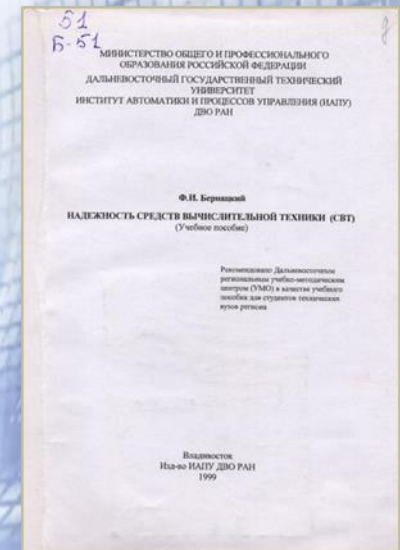 51
Б-51
МИНИСТЕРСТВО ОБЩЕГО И ПРОФЕССИОНАЛЬНОГО
ОБРАЗОВАНИЯ РОССИЙСКОЙ ФЕДЕРАЦИИ
ДАЛЬНЕВОСТОЧНЫЙ ГОСУДАРСТВЕННЫЙ ТЕХНИЧЕСКИЙ
УНИВЕРСИТЕТ
ИНСТИТУТ АВТОМАТИКИ И ПРОЦЕССОВ УПРАВЛЕНИЯ (ИАПУ)
ДВО РАН
Ф.И. Бернацкий
НАДЕЖНОСТЬ СРЕДСТВ ВЫЧИСЛИТЕЛЬНОЙ ТЕХНИКИ (СВТ)
(Учебное пособие)
Рекомендовано Дальневосточным
региональным учебно-методическим
центром (УМО) в качестве учебного
пособия для студентов технических
вузов региона
Владивосток
Изд-во ИАПУ ДВО РАН
1999